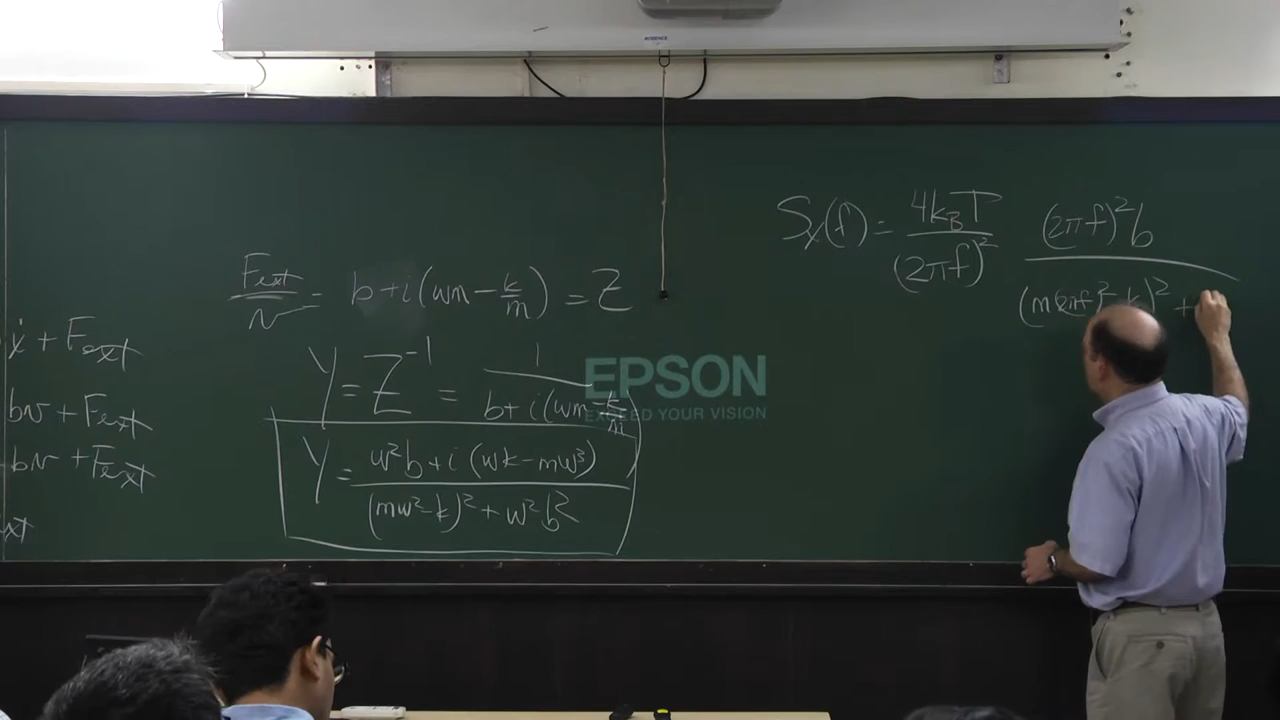 ẋ + Fext
bv + Fext
bv + Fext
xt
Fext/v = b+i(ωm − k/m) = Z
Y = Z⁻¹ = 1/(b+i(ωm − k/m))
Y = (ω²b+i(ωk−mω³))/((mω²−k)²+ω²b²)
Sx(f) = 4kBT/(2πf)² (2πf)²b/((m(2πf)²−k)² +
EPSON
EXCEED YOUR VISION